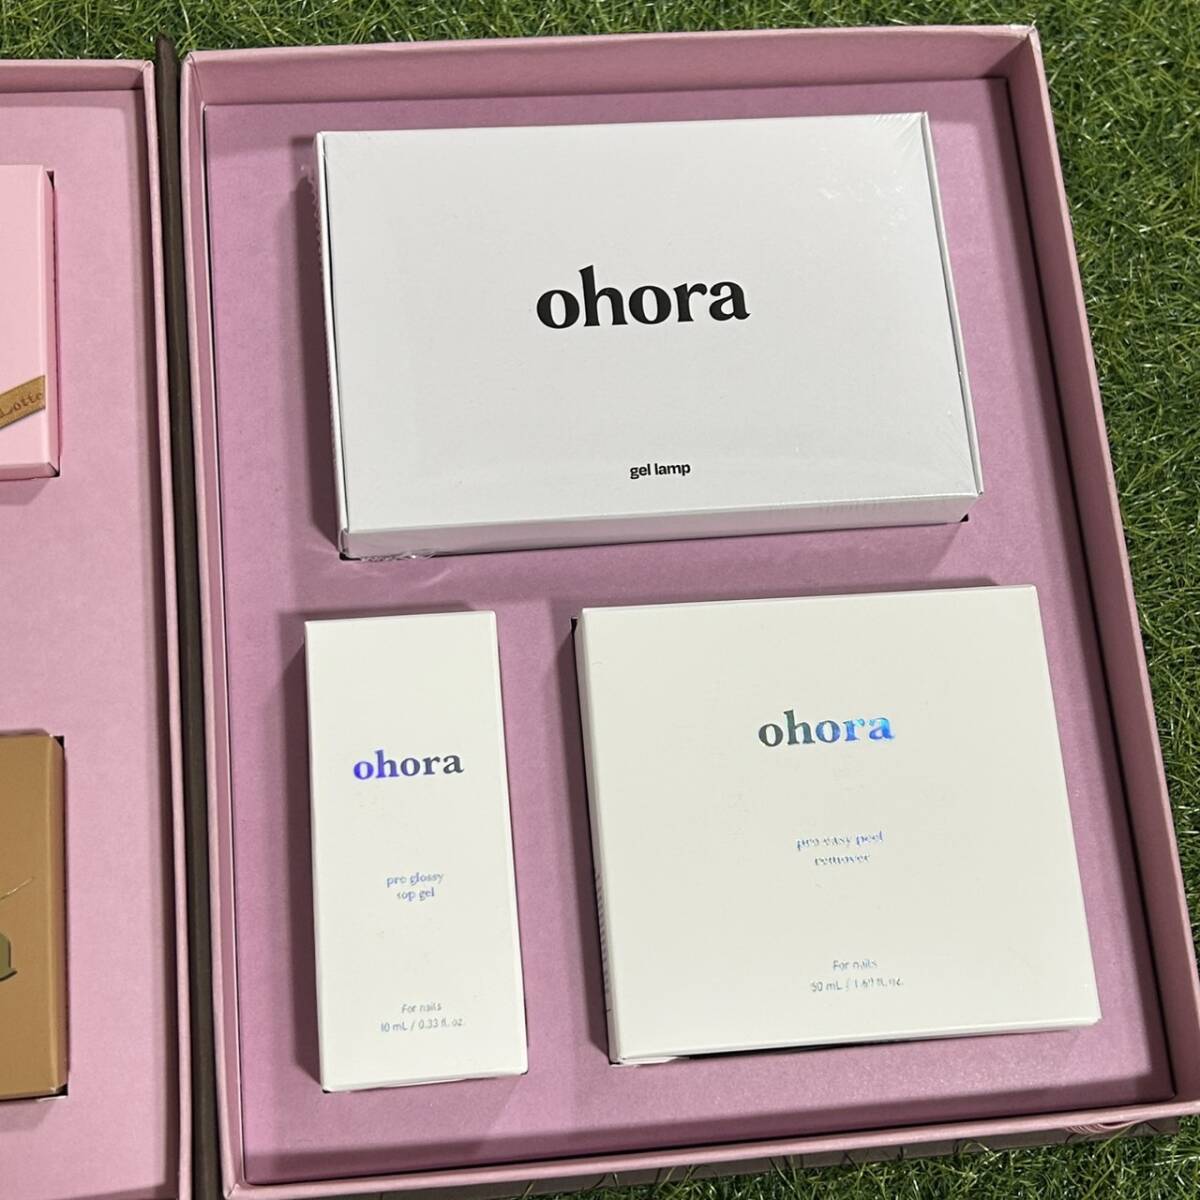 Lotte
ohora
gel lamp
ohora
pro glossy
top gel
For nails
10 mL / 0.33 fl. oz.
ohora
pro easy peel
remover
For nails
50 mL / 1.69 fl. oz.